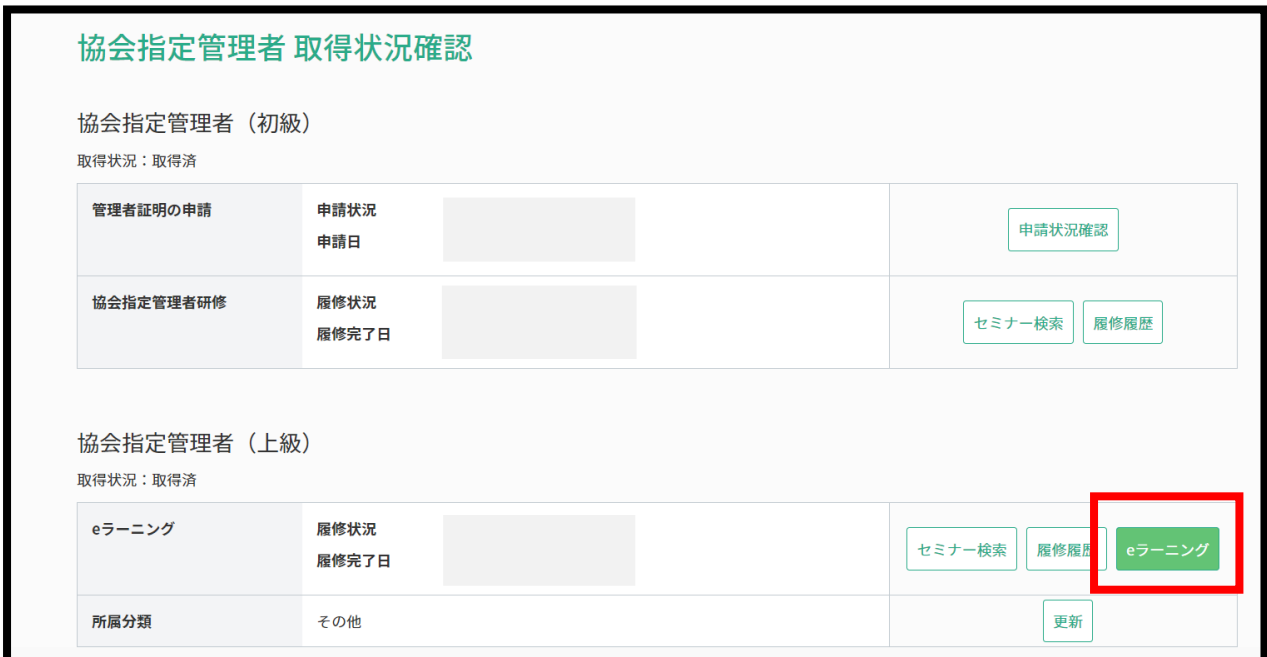 協会指定管理者 取得状況確認
協会指定管理者（初級）
取得状況：取得済
管理者証明の申請
申請状況
申請日
申請状況確認
協会指定管理者研修
履修状況
履修完了日
セミナー検索
履修履歴
協会指定管理者（上級）
取得状況：取得済
eラーニング
履修状況
履修完了日
セミナー検索
履修履歴
eラーニング
所属分類
その他
更新